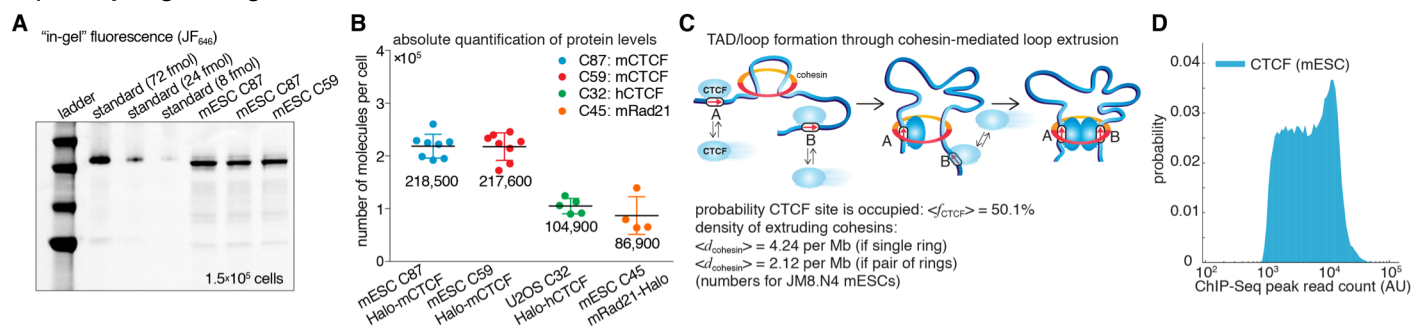 A
"in-gel" fluorescence (JF646)
ladder
standard (72 fmol)
standard (24 fmol)
standard (8 fmol)
mESC C87
mESC C87
mESC C59
1.5×10⁵ cells
B
absolute quantification of protein levels
×10⁵
C87: mCTCF
C59: mCTCF
C32: hCTCF
C45: mRad21
number of molecules per cell
4
3
2
1
0
218,500
217,600
104,900
86,900
mESC C87
Halo-mCTCF
mESC C59
Halo-mCTCF
U2OS C32
Halo-hCTCF
mESC C45
mRad21-Halo
C
TAD/loop formation through cohesin-mediated loop extrusion
cohesin
CTCF
A
CTCF
B
A
B
A
B
probability CTCF site is occupied: <fCTCF> = 50.1%
density of extruding cohesins:
<dcohesin> = 4.24 per Mb (if single ring)
<dcohesin> = 2.12 per Mb (if pair of rings)
(numbers for JM8.N4 mESCs)
D
CTCF (mESC)
probability
0.04
0.03
0.02
0.01
0
10² 10³ 10⁴ 10⁵
ChIP-Seq peak read count (AU)